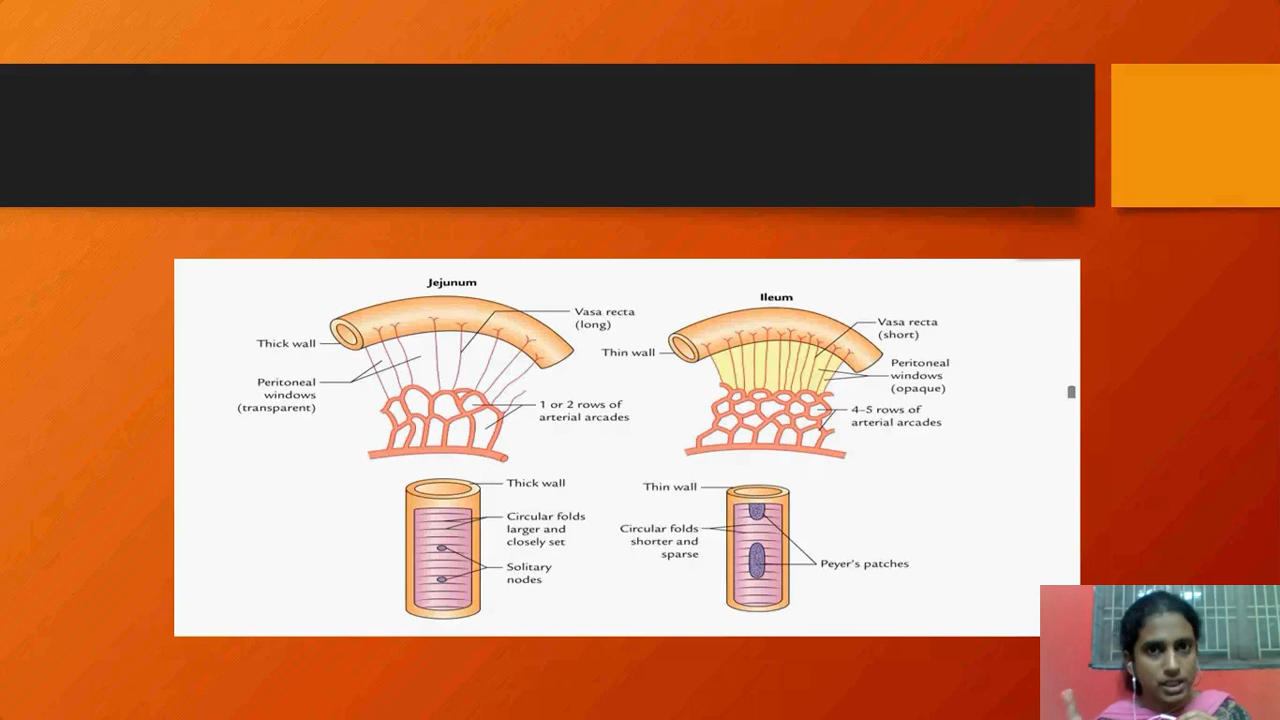 Jejunum
Vasa recta
(long)
Thick wall
Peritoneal
windows
(transparent)
1 or 2 rows of
arterial arcades
Thick wall
Circular folds
larger and
closely set
Solitary
nodes
Ileum
Vasa recta
(short)
Thin wall
Peritoneal
windows
(opaque)
4–5 rows of
arterial arcades
Thin wall
Circular folds
shorter and
sparse
Peyer's patches